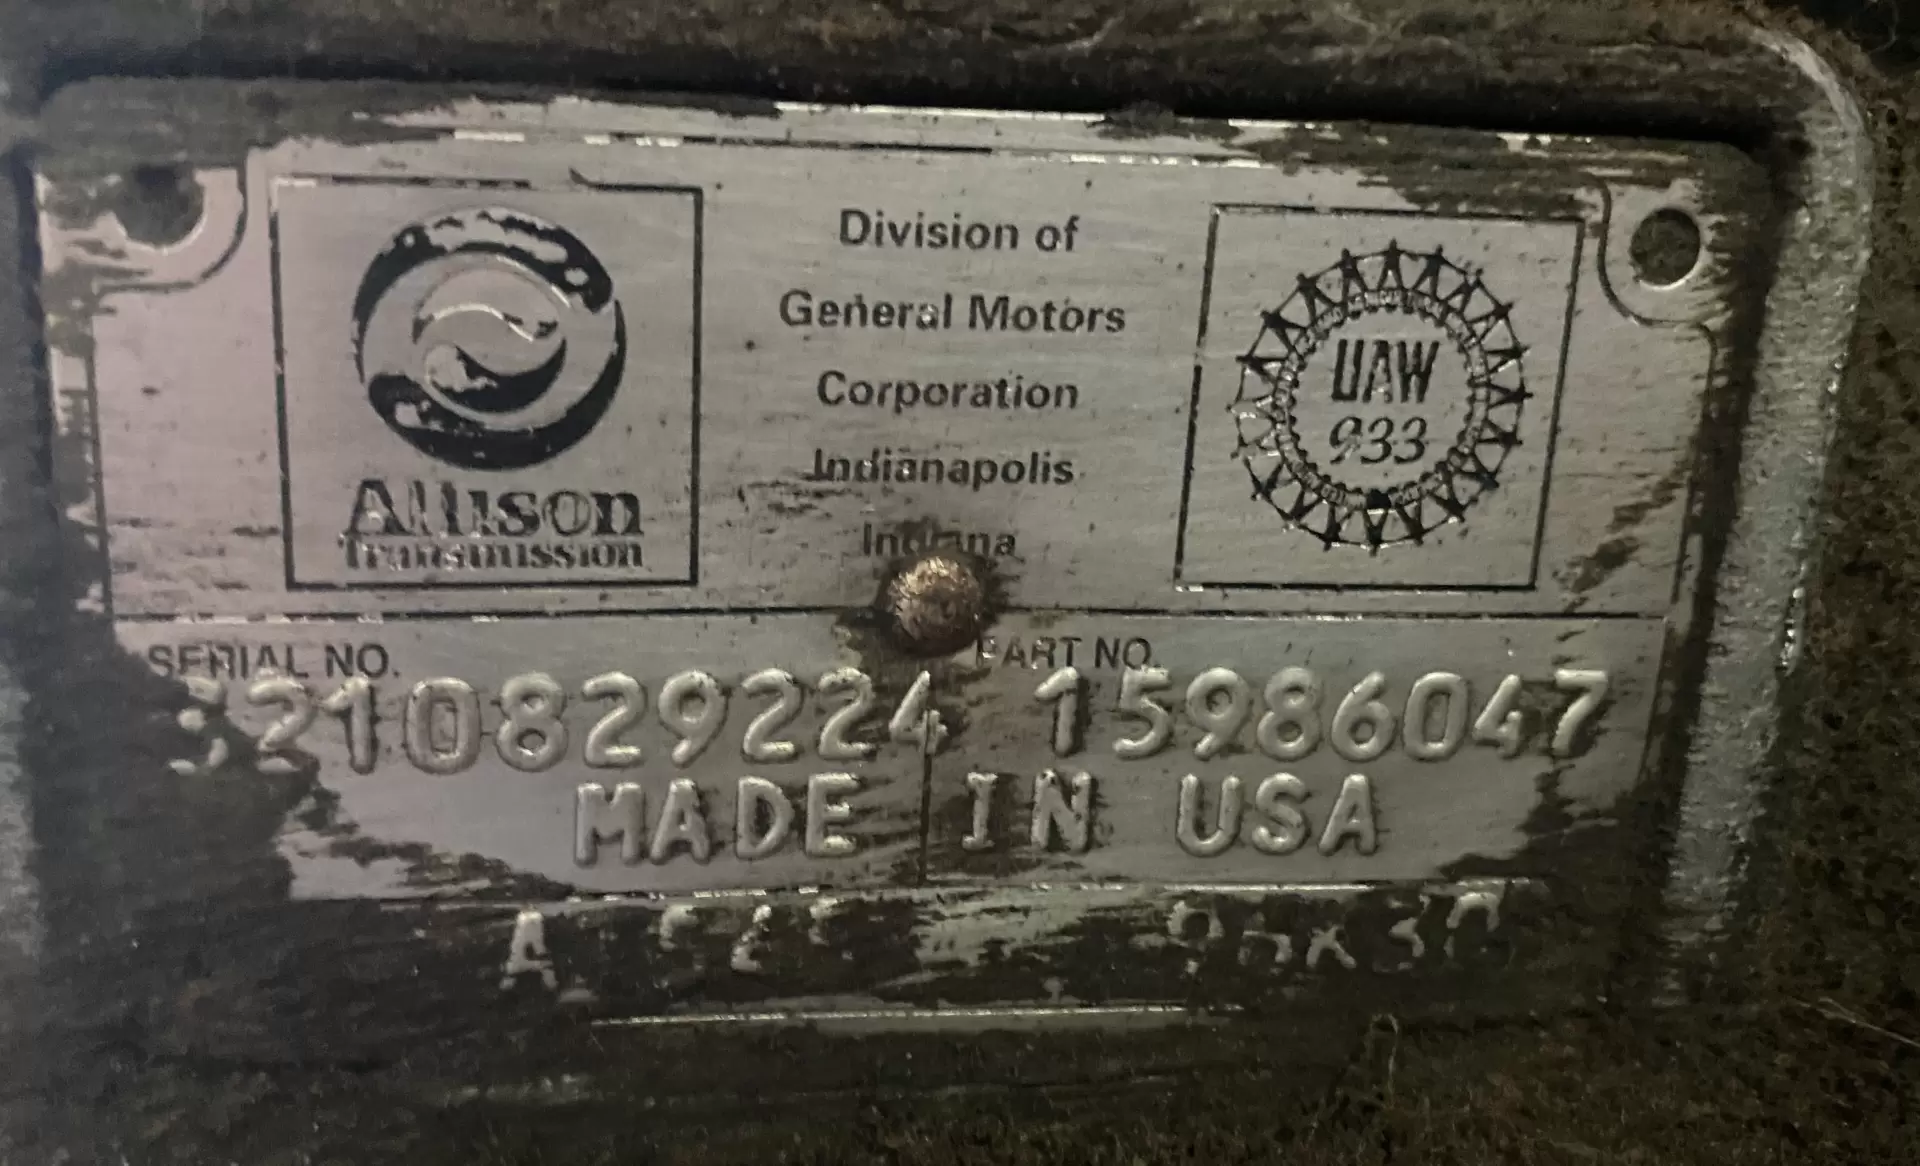 Allison
Transmission
Division of
General Motors
Corporation
Indianapolis
Indiana
UAW
933
SERIAL NO.
3210829224
PART NO.
15986047
MADE IN USA